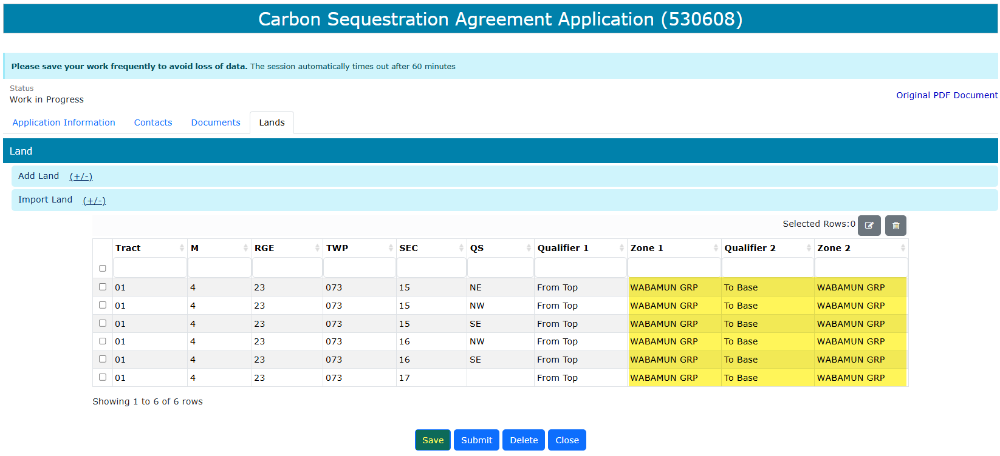 Carbon Sequestration Agreement Application (530608)
Please save your work frequently to avoid loss of data. The session automatically times out after 60 minutes
Status
Work in Progress
Original PDF Document
Application Information Contacts Documents Lands
Land
Add Land (+/-)
Import Land (+/-)
Selected Rows:0
Tract M RGE TWP SEC QS Qualifier 1 Zone 1 Qualifier 2 Zone 2
01 4 23 073 15 NE From Top WABAMUN GRP To Base WABAMUN GRP
01 4 23 073 15 NW From Top WABAMUN GRP To Base WABAMUN GRP
01 4 23 073 15 SE From Top WABAMUN GRP To Base WABAMUN GRP
01 4 23 073 16 NW From Top WABAMUN GRP To Base WABAMUN GRP
01 4 23 073 16 SE From Top WABAMUN GRP To Base WABAMUN GRP
01 4 23 073 17 From Top WABAMUN GRP To Base WABAMUN GRP
Showing 1 to 6 of 6 rows
Save Submit Delete Close